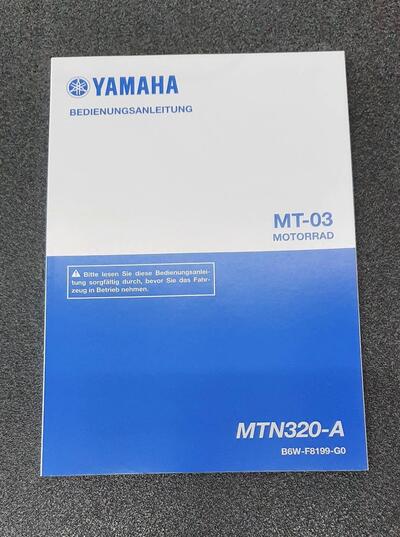 YAMAHA
BEDIENUNGSANLEITUNG
MT-03
MOTORRAD
Bitte lesen Sie diese Bedienungsanlei-
tung sorgfältig durch, bevor Sie das Fahr-
zeug in Betrieb nehmen.
MTN320-A
B6W-F8199-G0